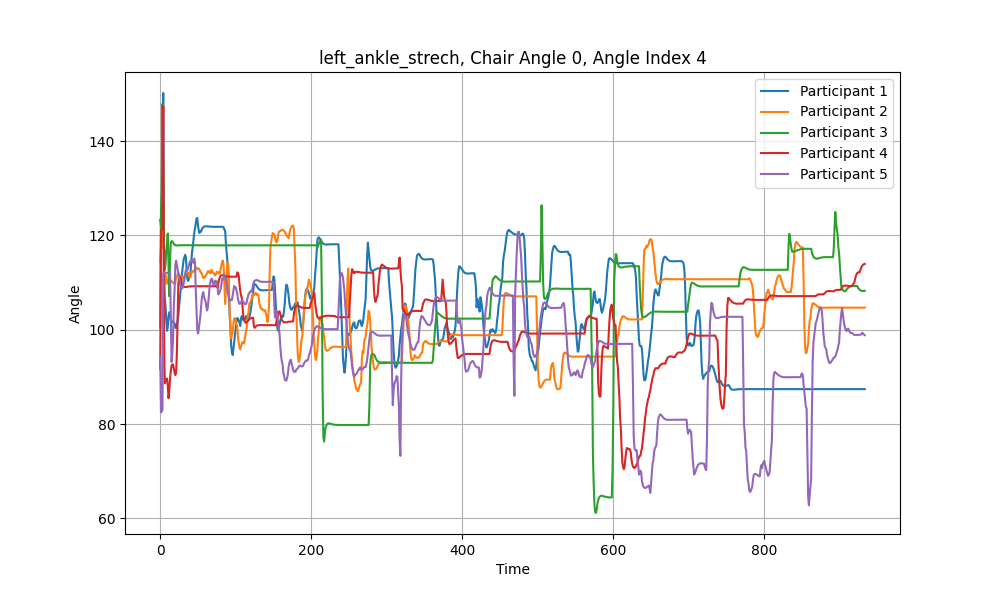 left_ankle_strech, Chair Angle 0, Angle Index 4
Participant 1
Participant 2
Participant 3
Participant 4
Participant 5
Angle
140
120
100
80
60
0 200 400 600 800
Time